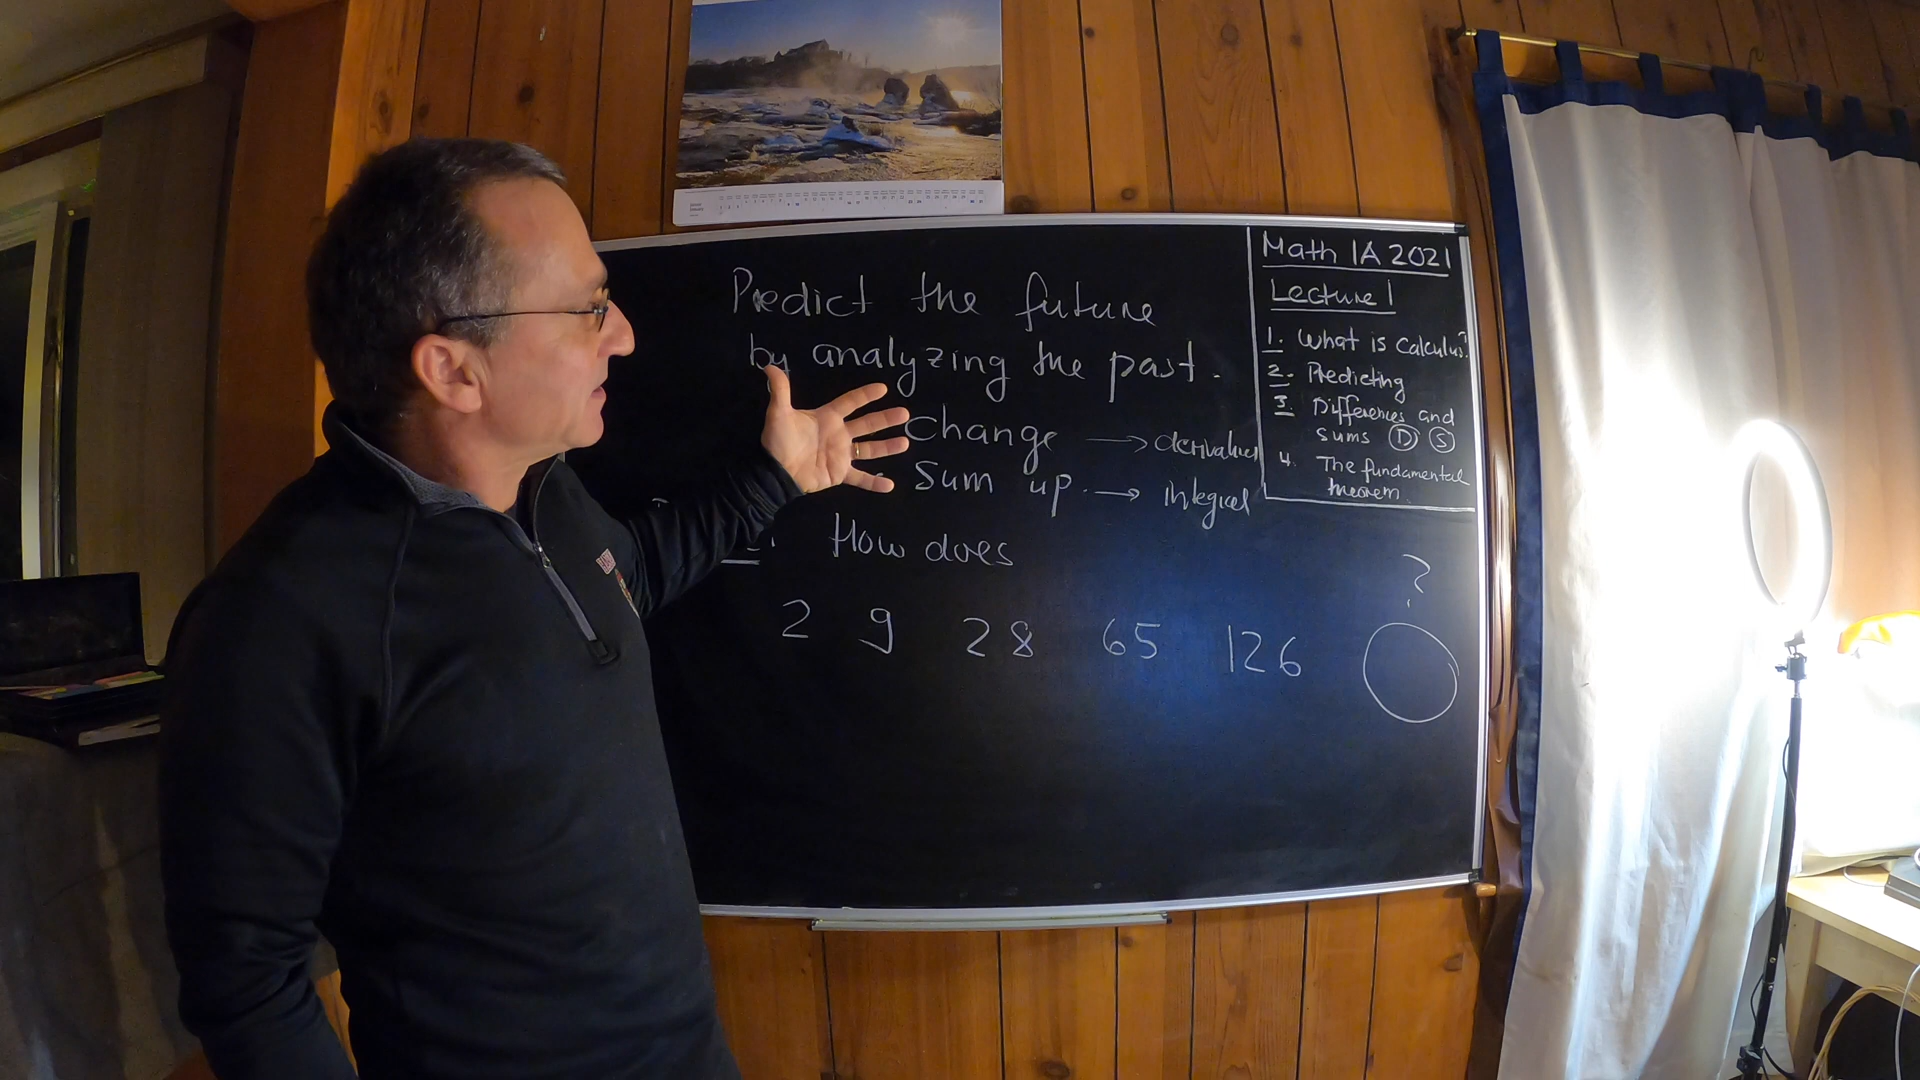 Predict the future
by analyzing the past.
Change → derivative
Sum up. → integral
How does
2 9 28 65 126
?
Math 1A 2021
Lecture 1
1. What is Calculus?
2. Predicting
3. Differences and
sums D S
4. The fundamental
theorem.